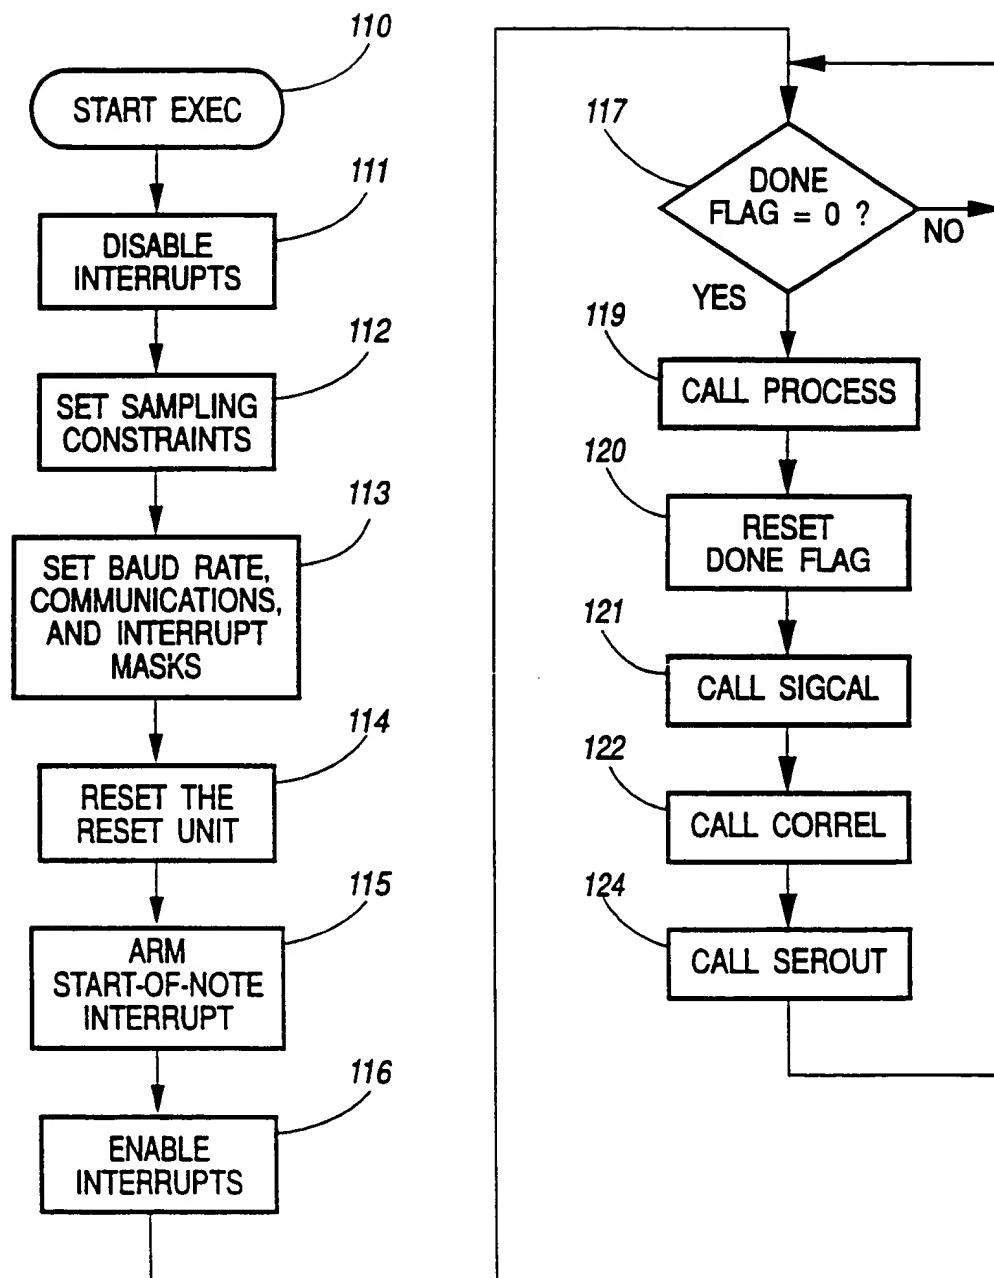 110
START EXEC
111
DISABLE
INTERRUPTS
112
SET SAMPLING
CONSTRAINTS
113
SET BAUD RATE,
COMMUNICATIONS,
AND INTERRUPT
MASKS
114
RESET THE
RESET UNIT
115
ARM
START-OF-NOTE
INTERRUPT
116
ENABLE
INTERRUPTS
117
DONE
FLAG = 0 ?
NO
YES
119
CALL PROCESS
120
RESET
DONE FLAG
121
CALL SIGCAL
122
CALL CORREL
124
CALL SEROUT